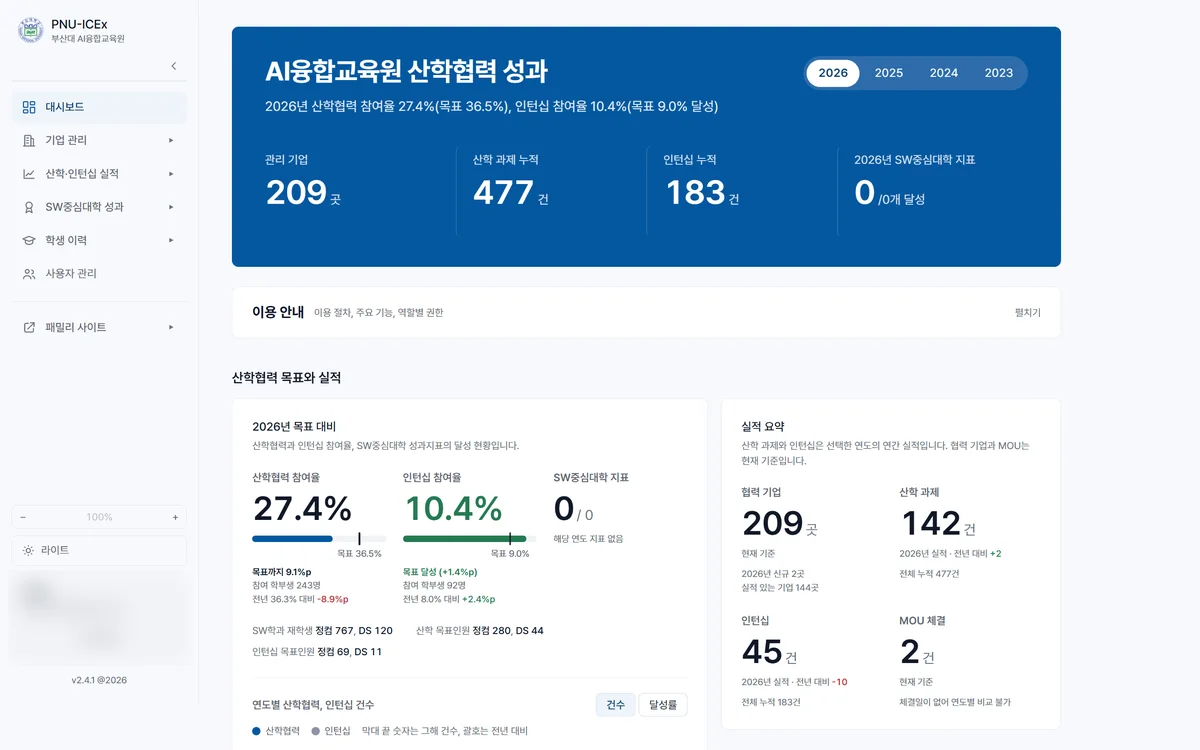 PNU-ICEx
부산대 AI융합교육원
대시보드
기업 관리
산학·인턴십 실적
SW중심대학 성과
학생 이력
사용자 관리
패밀리 사이트
− 100% +
라이트
v2.4.1 @2026
AI융합교육원 산학협력 성과
2026 2025 2024 2023
2026년 산학협력 참여율 27.4%(목표 36.5%), 인턴십 참여율 10.4%(목표 9.0% 달성)
관리 기업
209 곳
산학 과제 누적
477 건
인턴십 누적
183 건
2026년 SW중심대학 지표
0 /0개 달성
이용 안내 이용 절차, 주요 기능, 역할별 권한 펼치기
산학협력 목표와 실적
2026년 목표 대비
산학협력과 인턴십 참여율, SW중심대학 성과지표의 달성 현황입니다.
산학협력 참여율
27.4%
목표 36.5%
목표까지 9.1%p
참여 학부생 243명
전년 36.3% 대비 -8.9%p
인턴십 참여율
10.4%
목표 9.0%
목표 달성 (+1.4%p)
참여 학부생 92명
전년 8.0% 대비 +2.4%p
SW중심대학 지표
0 / 0
해당 연도 지표 없음
SW학과 재학생 정컴 767, DS 120 산학 목표인원 정컴 280, DS 44
인턴십 목표인원 정컴 69, DS 11
연도별 산학협력, 인턴십 건수 건수 달성률
산학협력 인턴십 막대 끝 숫자는 그해 건수, 괄호는 전년 대비
실적 요약
산학 과제와 인턴십은 선택한 연도의 연간 실적입니다. 협력 기업과 MOU는
현재 기준입니다.
협력 기업
209 곳
현재 기준
2026년 신규 2곳
실적 있는 기업 144곳
산학 과제
142 건
2026년 실적 · 전년 대비 +2
전체 누적 477건
인턴십
45 건
2026년 실적 · 전년 대비 -10
전체 누적 183건
MOU 체결
2 건
현재 기준
체결일이 없어 연도별 비교 불가